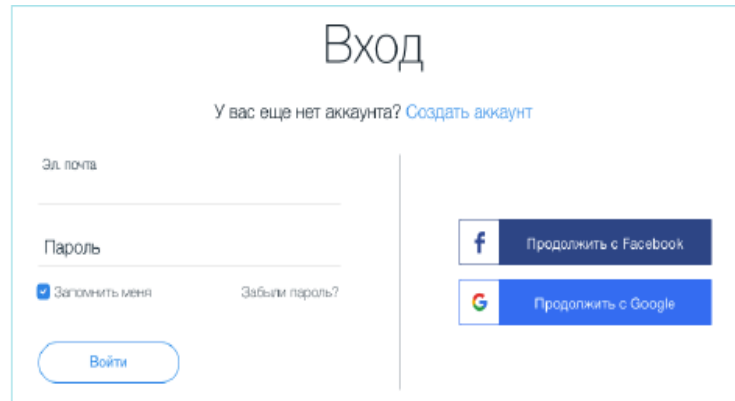 Вход
У вас еще нет аккаунта? Создать аккаунт
Эл. почта
Пароль
Запомнить меня
Забыли пароль?
Войти
Продолжить с Facebook
Продолжить с Google